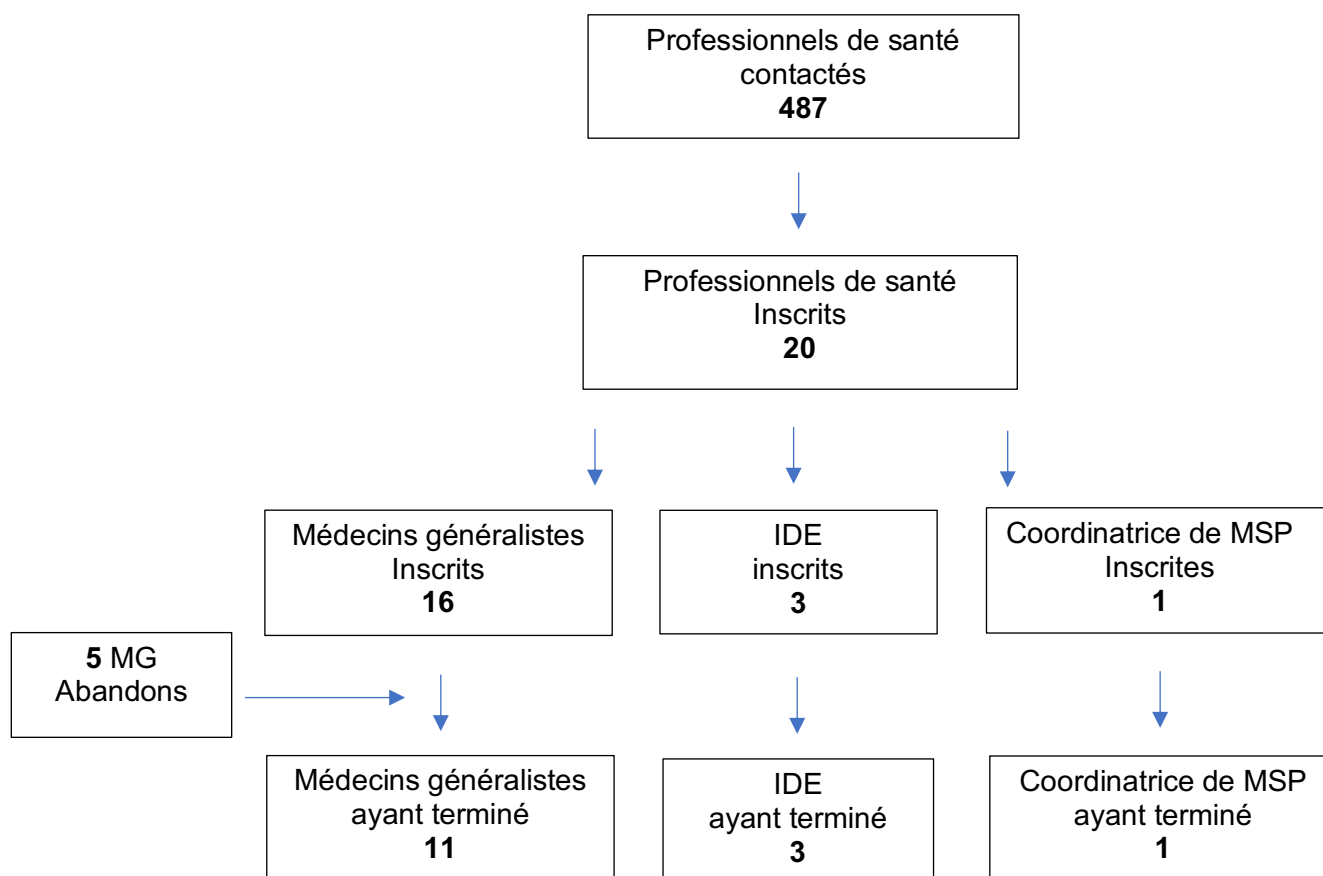 Professionnels de santé
contactés
487
Professionnels de santé
Inscrits
20
Médecins généralistes
Inscrits
16
IDE
inscrits
3
Coordinatrice de MSP
Inscrites
1
5 MG
Abandons
Médecins généralistes
ayant terminé
11
IDE
ayant terminé
3
Coordinatrice de MSP
ayant terminé
1